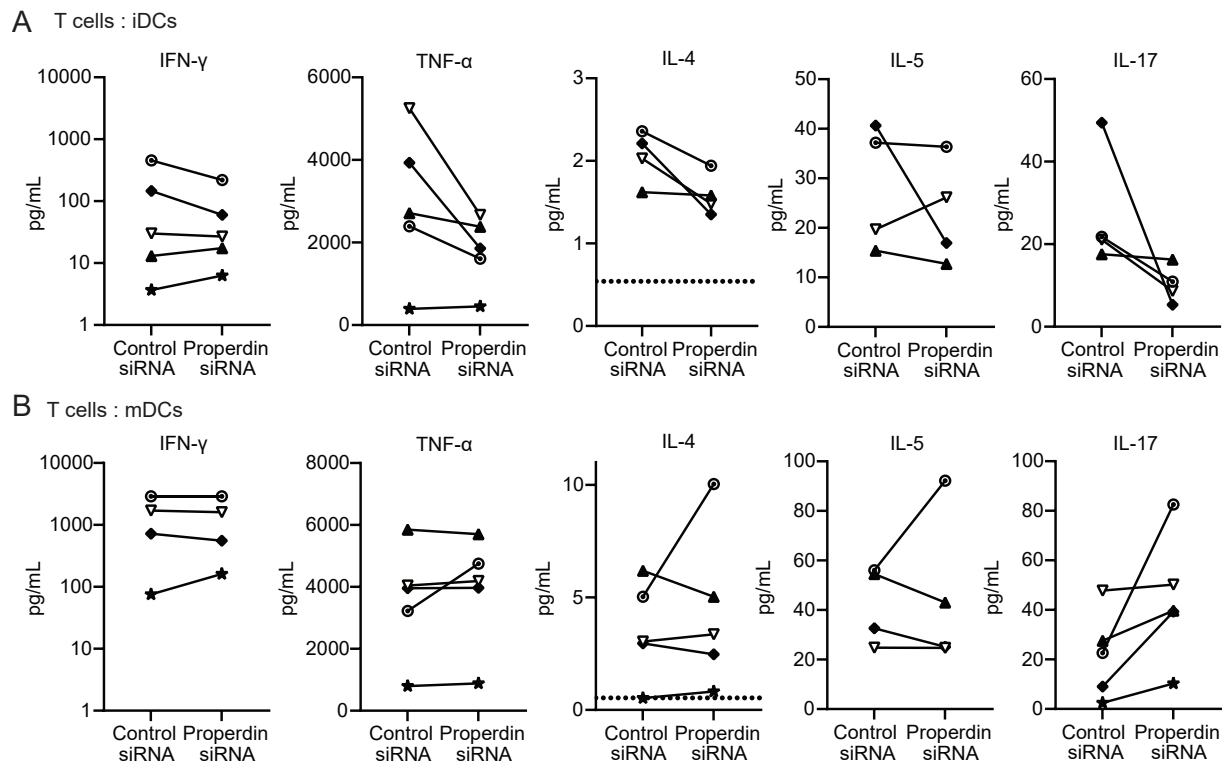 A T cells : iDCs
IFN-γ
TNF-α
IL-4
IL-5
IL-17
pg/mL
10000
1000
100
10
1
Control siRNA
Properdin siRNA
pg/mL
6000
4000
2000
0
Control siRNA
Properdin siRNA
pg/mL
3
2
1
0
Control siRNA
Properdin siRNA
pg/mL
50
40
30
20
10
0
Control siRNA
Properdin siRNA
pg/mL
60
40
20
0
Control siRNA
Properdin siRNA
B T cells : mDCs
IFN-γ
TNF-α
IL-4
IL-5
IL-17
pg/mL
10000
1000
100
10
1
Control siRNA
Properdin siRNA
pg/mL
8000
6000
4000
2000
0
Control siRNA
Properdin siRNA
pg/mL
10
5
0
Control siRNA
Properdin siRNA
pg/mL
100
80
60
40
20
0
Control siRNA
Properdin siRNA
pg/mL
100
80
60
40
20
0
Control siRNA
Properdin siRNA